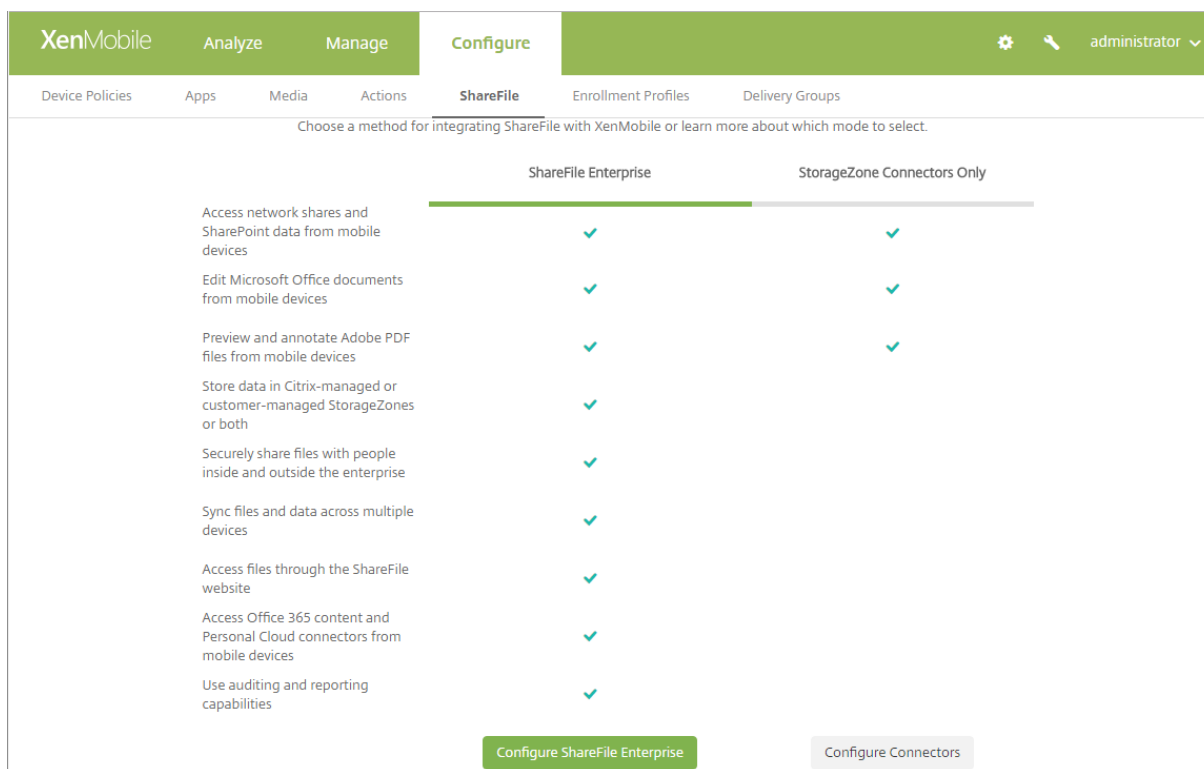 XenMobile Analyze Manage Configure administrator
Device Policies Apps Media Actions ShareFile Enrollment Profiles Delivery Groups
Choose a method for integrating ShareFile with XenMobile or learn more about which mode to select.
ShareFile Enterprise StorageZone Connectors Only
Access network shares and
SharePoint data from mobile
devices
Edit Microsoft Office documents
from mobile devices
Preview and annotate Adobe PDF
files from mobile devices
Store data in Citrix-managed or
customer-managed StorageZones
or both
Securely share files with people
inside and outside the enterprise
Sync files and data across multiple
devices
Access files through the ShareFile
website
Access Office 365 content and
Personal Cloud connectors from
mobile devices
Use auditing and reporting
capabilities
Configure ShareFile Enterprise Configure Connectors